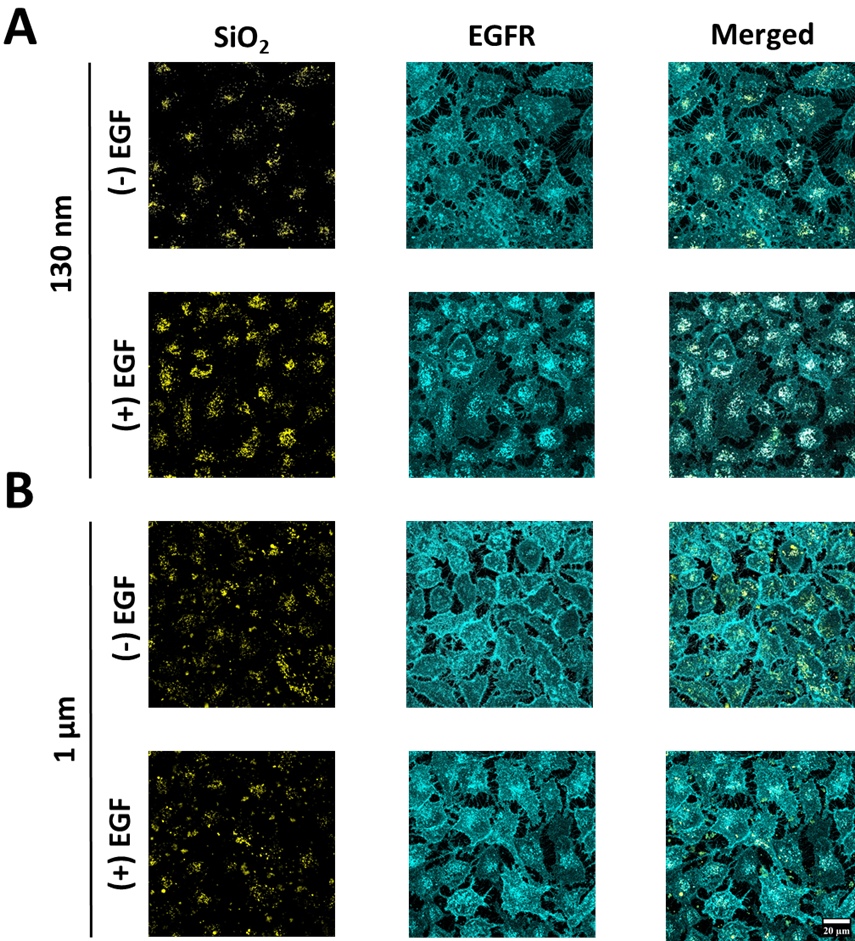 A
SiO₂ EGFR Merged
130 nm
(-) EGF
(+) EGF
B
1 µm
(-) EGF
(+) EGF
20 µm